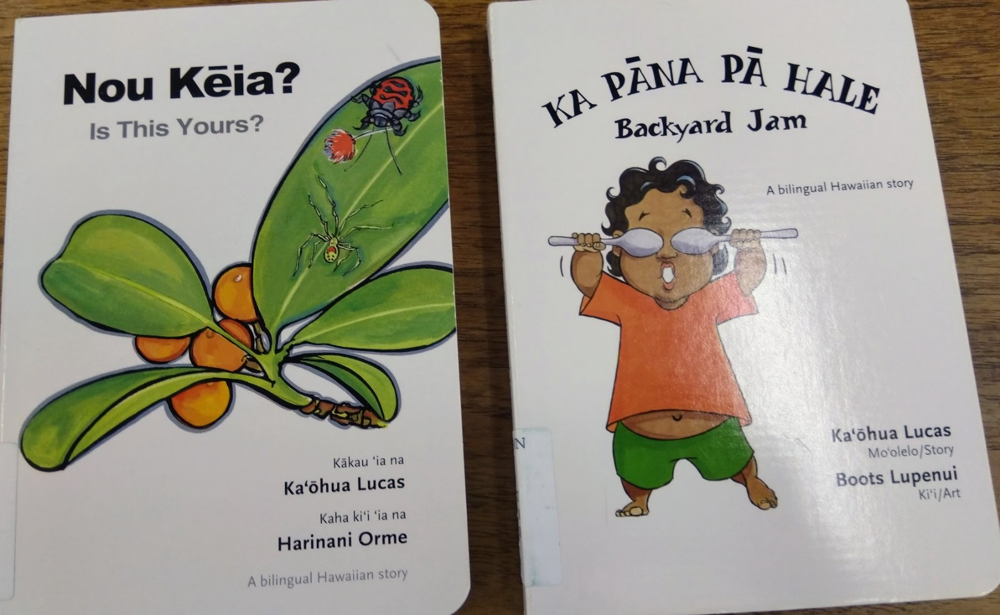 Nou Kēia?
Is This Yours?
Kākau ʻia na
Kaʻōhua Lucas
Kaha kiʻi ʻia na
Harinani Orme
A bilingual Hawaiian story
KA PĀNA PĀ HALE
Backyard Jam
A bilingual Hawaiian story
Kaʻōhua Lucas
Moʻolelo/Story
Boots Lupenui
Kiʻi/Art
N